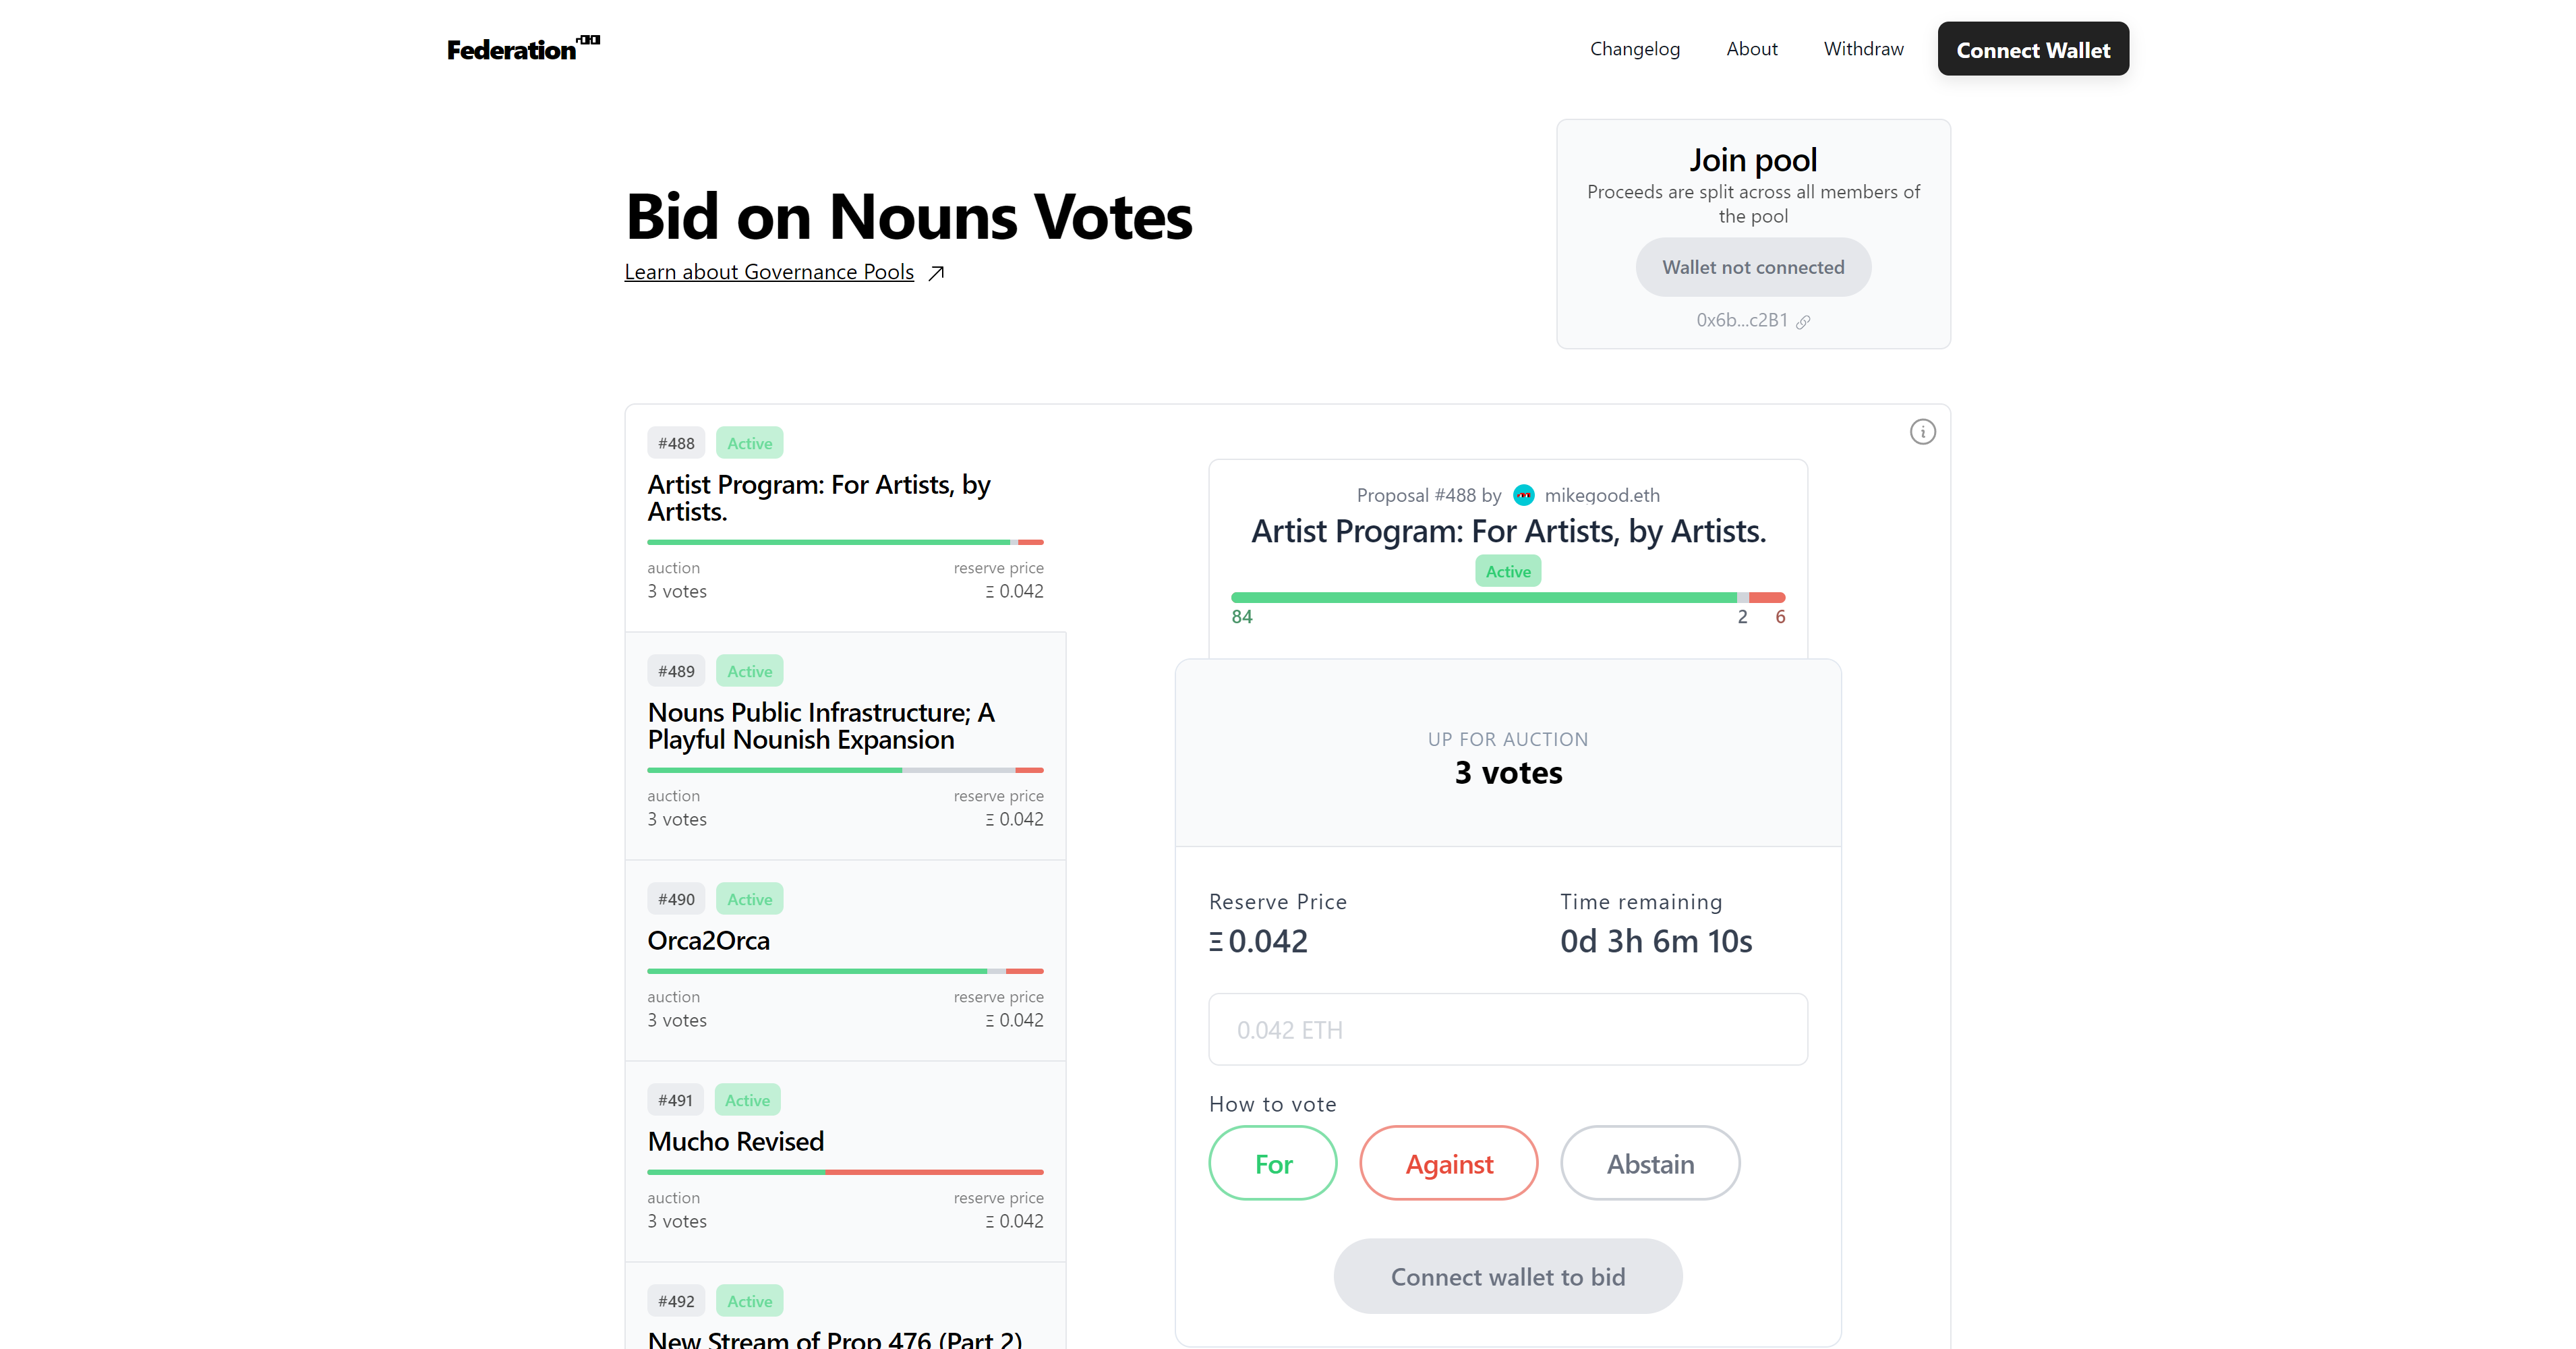 Federation
Changelog About Withdraw Connect Wallet
Bid on Nouns Votes
Learn about Governance Pools
Join pool
Proceeds are split across all members of
the pool
Wallet not connected
0x6b...c2B1
#488 Active
Artist Program: For Artists, by
Artists.
auction reserve price
3 votes Ξ 0.042
#489 Active
Nouns Public Infrastructure; A
Playful Nounish Expansion
auction reserve price
3 votes Ξ 0.042
#490 Active
Orca2Orca
auction reserve price
3 votes Ξ 0.042
#491 Active
Mucho Revised
auction reserve price
3 votes Ξ 0.042
#492 Active
New Stream of Prop 476 (Part 2)
Proposal #488 by mikegood.eth
Artist Program: For Artists, by Artists.
Active
84 2 6
UP FOR AUCTION
3 votes
Reserve Price Time remaining
Ξ 0.042 0d 3h 6m 10s
0.042 ETH
How to vote
For Against Abstain
Connect wallet to bid